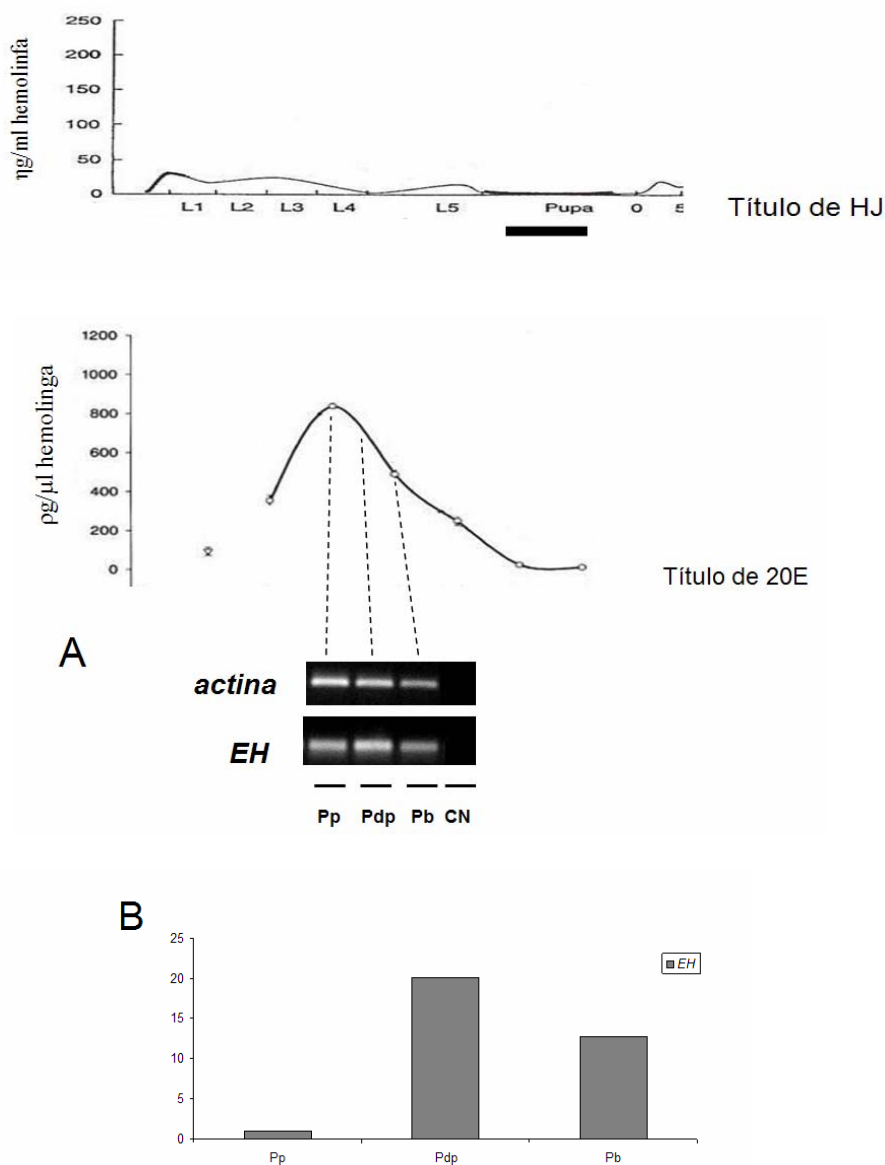 ηg/ml hemolinfa
250
200
150
100
50
0
L1 L2 L3 L4 L5 Pupa 0 5
Título de HJ
ρg/µl hemolinga
1200
1000
800
600
400
200
0
Título de 20E
A
actina
EH
Pp Pdp Pb CN
B
25
20
15
10
5
0
EH
Pp Pdp Pb